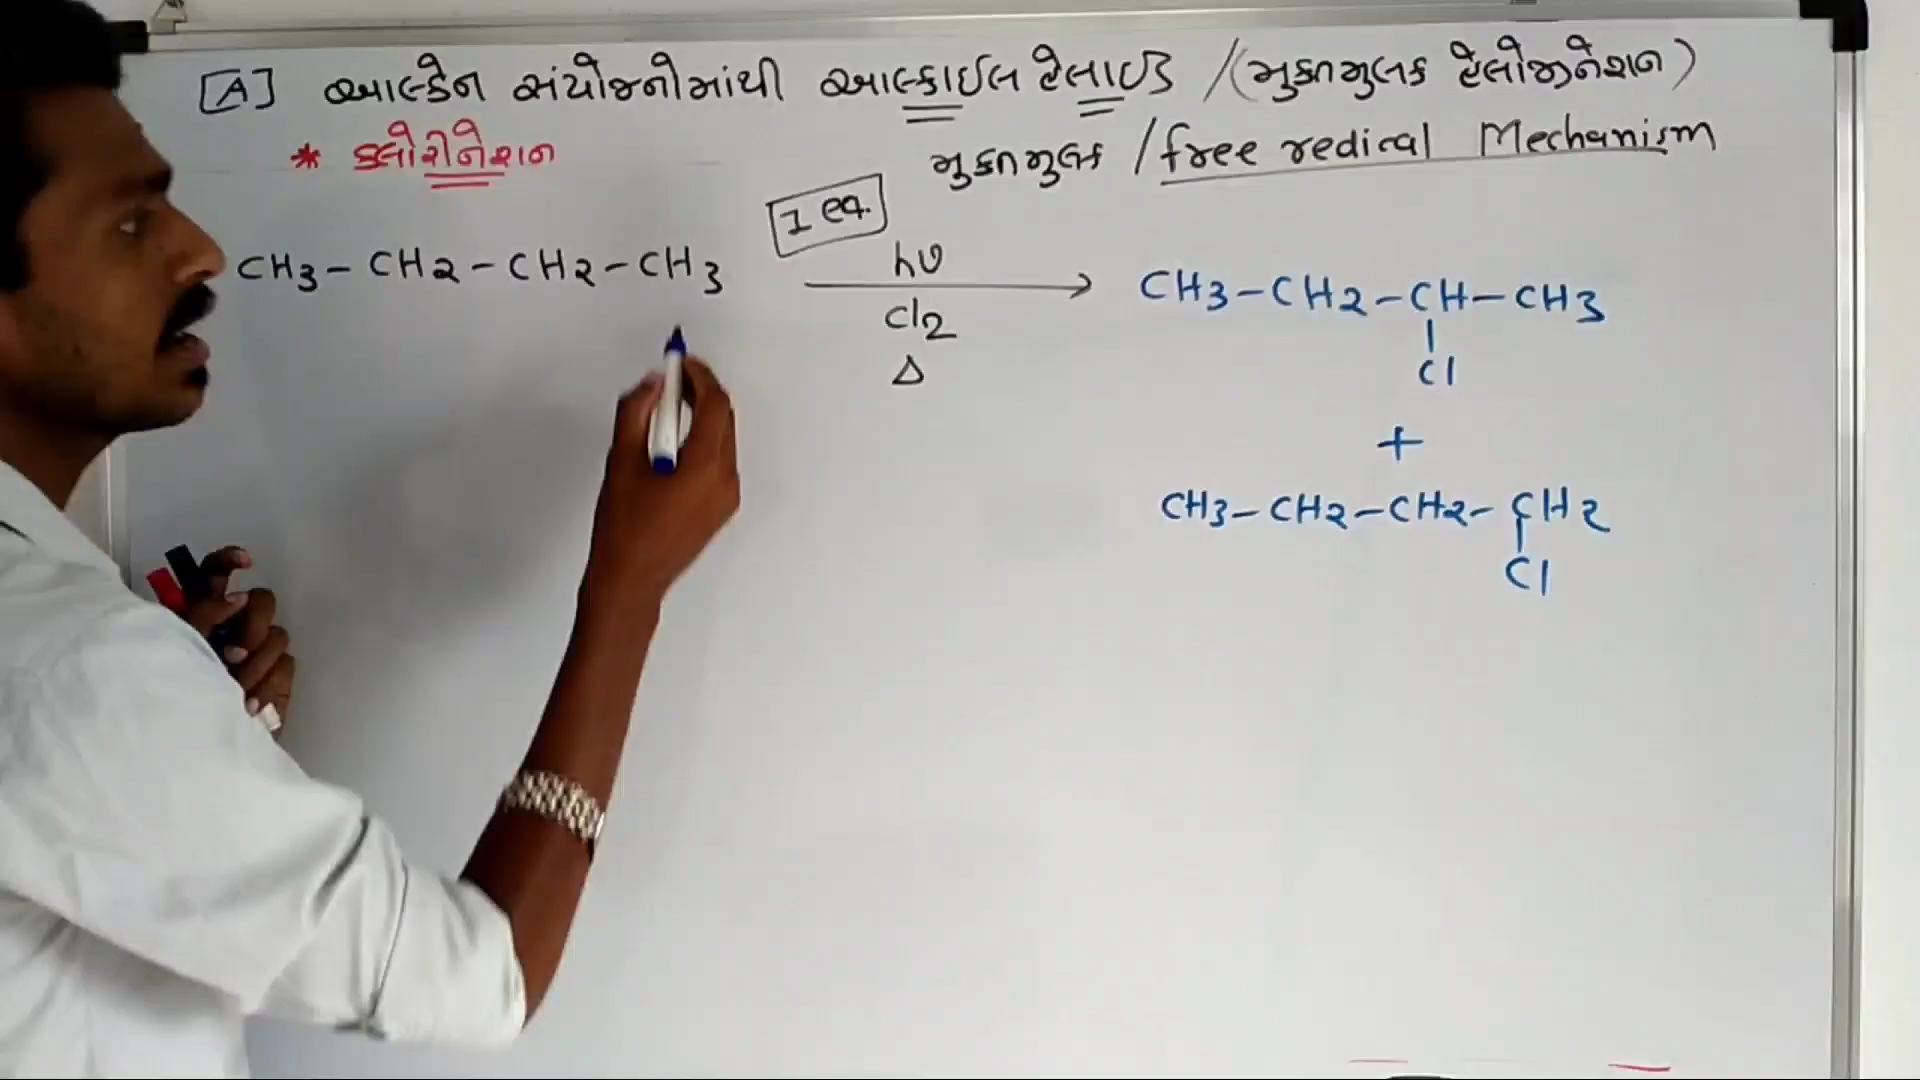 [A] આલ્કેન સંયોજનોમાંથી આલ્કાઈલ હેલાઈડ / (મુક્તમુલક હેલોજીનેશન)
* ક્લોરીનેશન
મુક્તમુલક / free redical Mechanism
1 eq.
CH3-CH2-CH2-CH3
hυ
Cl2
Δ
CH3-CH2-CH-CH3
Cl
+
CH3-CH2-CH2-CH2
Cl